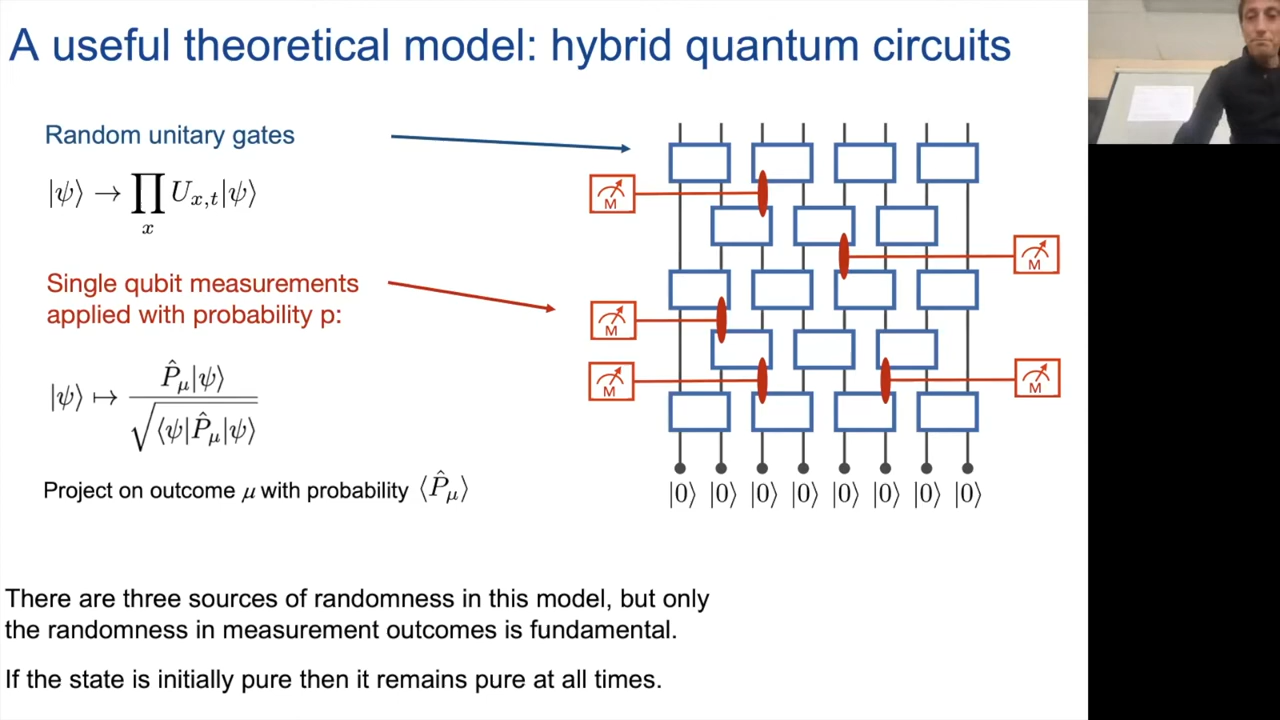 A useful theoretical model: hybrid quantum circuits
Random unitary gates
|ψ⟩ → ∏ₓ Uₓ,ₜ|ψ⟩
Single qubit measurements
applied with probability p:
|ψ⟩ ↦ P̂_μ|ψ⟩ / √⟨ψ|P̂_μ|ψ⟩
Project on outcome μ with probability ⟨P̂_μ⟩
M
M
M
M
M
|0⟩ |0⟩ |0⟩ |0⟩ |0⟩ |0⟩ |0⟩ |0⟩
There are three sources of randomness in this model, but only
the randomness in measurement outcomes is fundamental.
If the state is initially pure then it remains pure at all times.